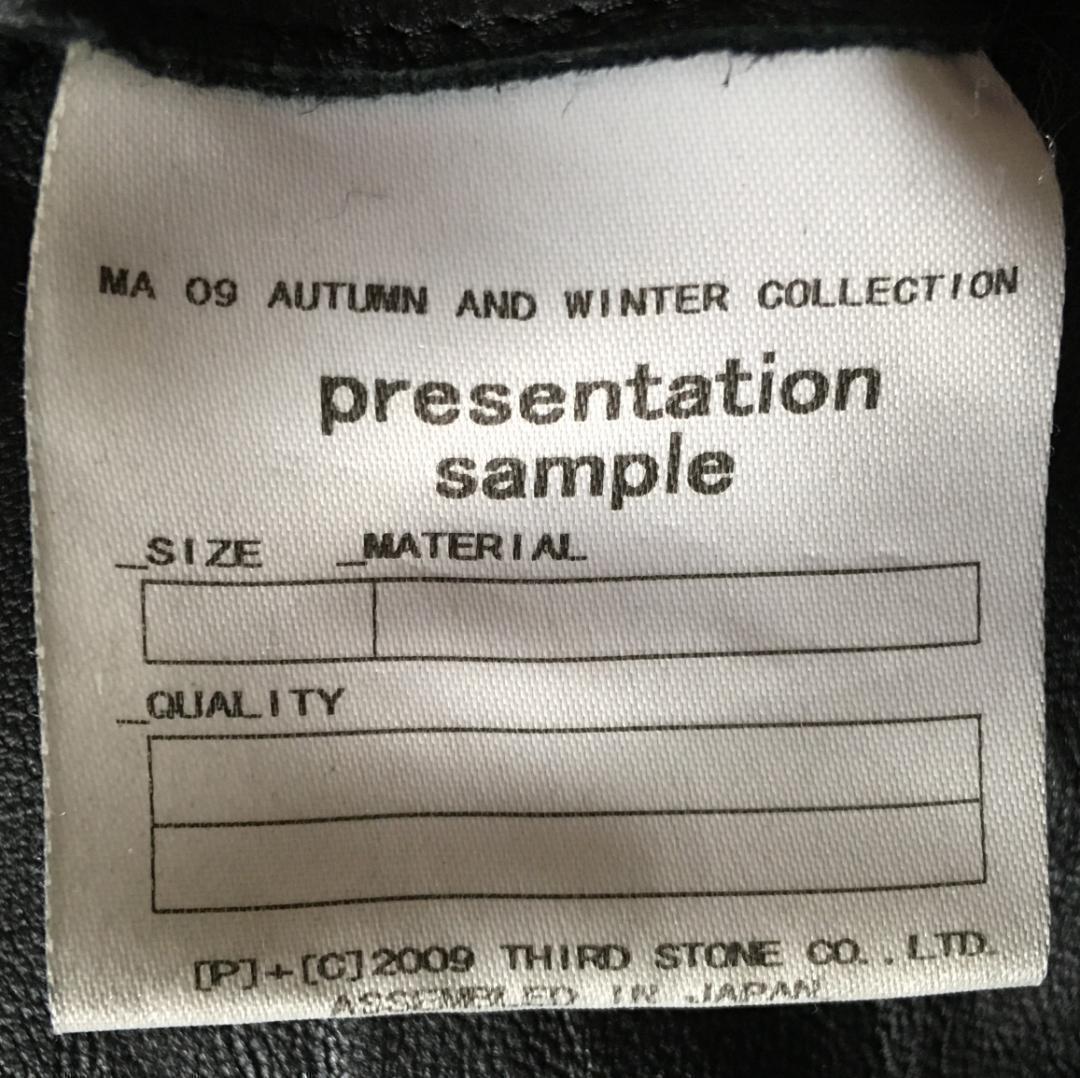 MA 09 AUTUMN AND WINTER COLLECTION
presentation
sample
_SIZE _MATERIAL
_QUALITY
[P]+[C]2009 THIRD STONE CO.,LTD.
ASSEMBLED IN JAPAN